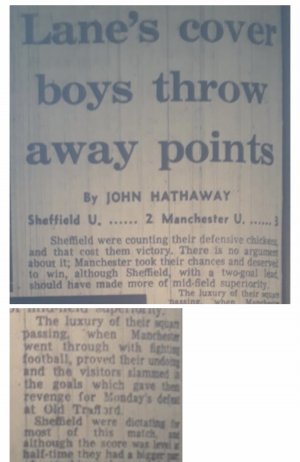 Lane's cover
boys throw
away points
By JOHN HATHAWAY
Sheffield U. ...... 2 Manchester U. ...... 3
Sheffield were counting their defensive chickens
and that cost them victory. There is no argument
about it; Manchester took their chances and deserved
to win, although Sheffield, with a two-goal lead,
should have made more of mid-field superiority.
The luxury of their square
passing, when Manchester
The luxury of their square
passing, when Manchester
went through with fighting
football, proved their undoing
and the visitors slammed in
the goals which gave them
revenge for Monday's defeat
at Old Trafford.
Sheffield were dictating for
most of this match, and
although the score was level at
half-time they had a bigger